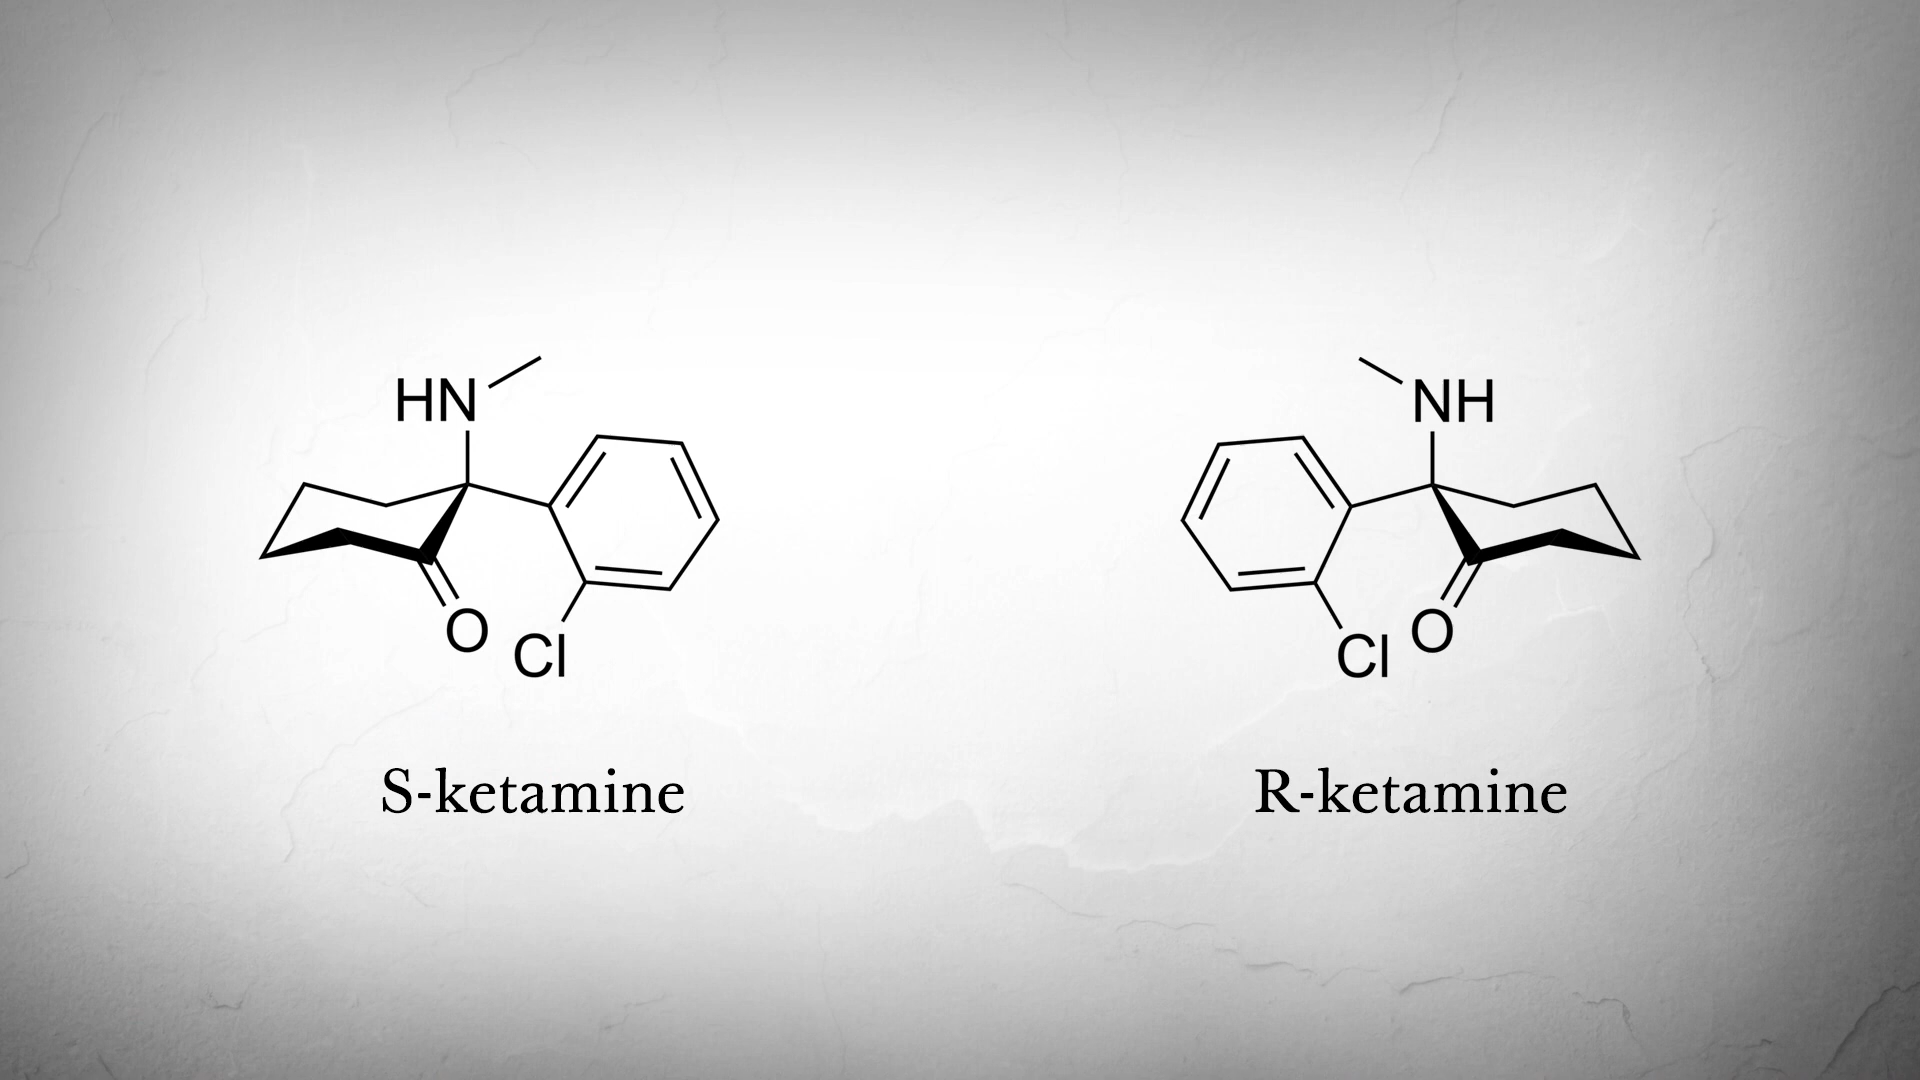 HN
NH
O
Cl
Cl
O
S-ketamine
R-ketamine